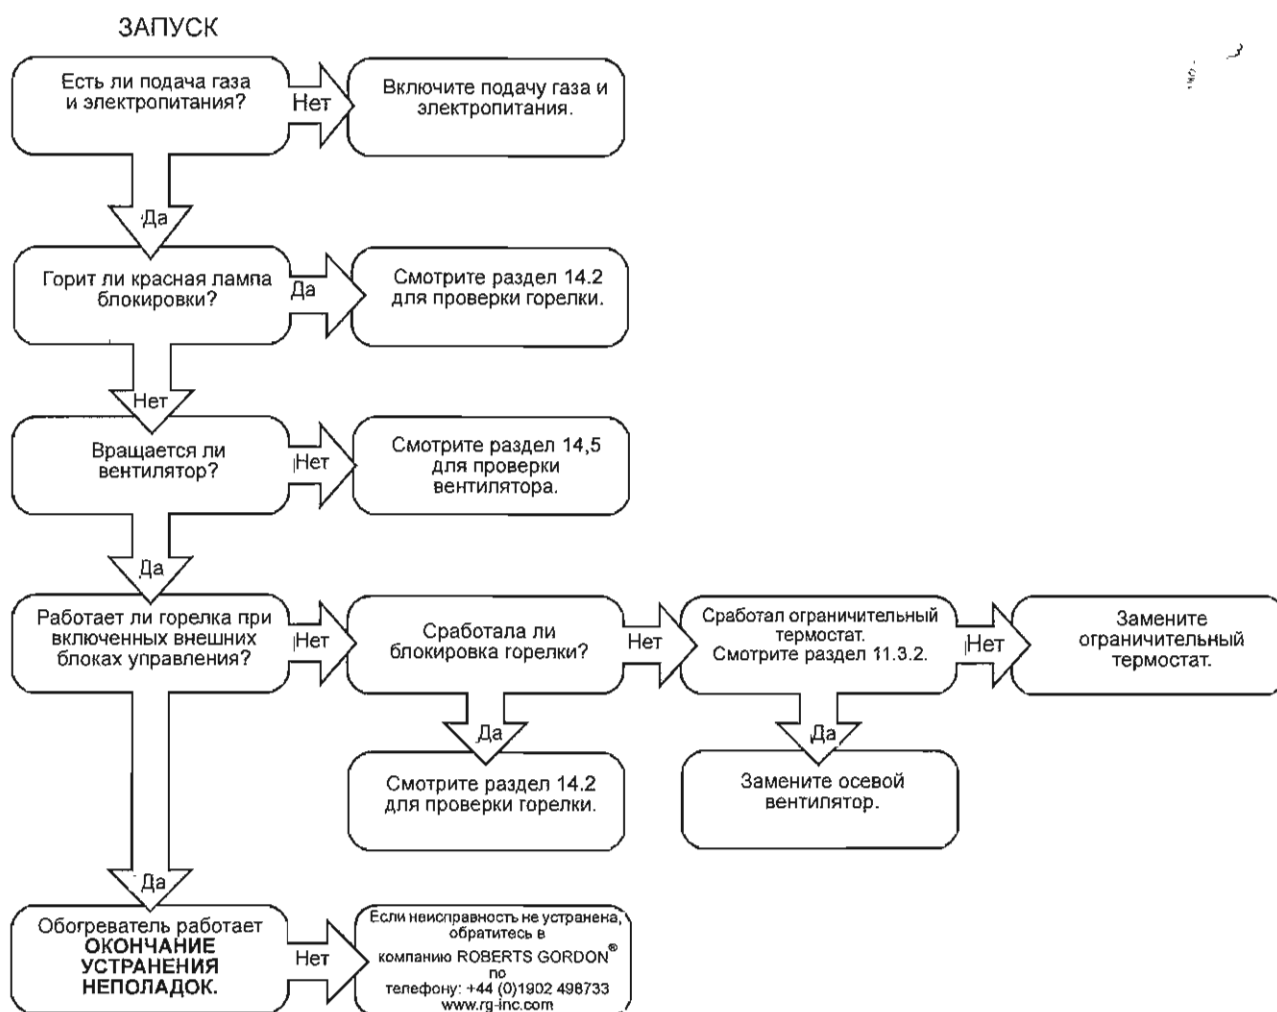 ЗАПУСК
Есть ли подача газа
и электропитания?
Нет
Включите подачу газа и
электропитания.
Да
Горит ли красная лампа
блокировки?
Да
Смотрите раздел 14.2
для проверки горелки.
Нет
Вращается ли
вентилятор?
Нет
Смотрите раздел 14,5
для проверки
вентилятора.
Да
Работает ли горелка при
включенных внешних
блоках управления?
Нет
Сработала ли
блокировка горелки?
Нет
Сработал ограничительный
термостат.
Смотрите раздел 11.3.2.
Нет
Замените
ограничительный
термостат.
Да
Смотрите раздел 14.2
для проверки горелки.
Да
Замените осевой
вентилятор.
Да
Обогреватель работает
ОКОНЧАНИЕ
УСТРАНЕНИЯ
НЕПОЛАДОК.
Нет
Если неисправность не устранена,
обратитесь в
компанию ROBERTS GORDON®
по
телефону: +44 (0)1902 498733
www.rg-inc.com